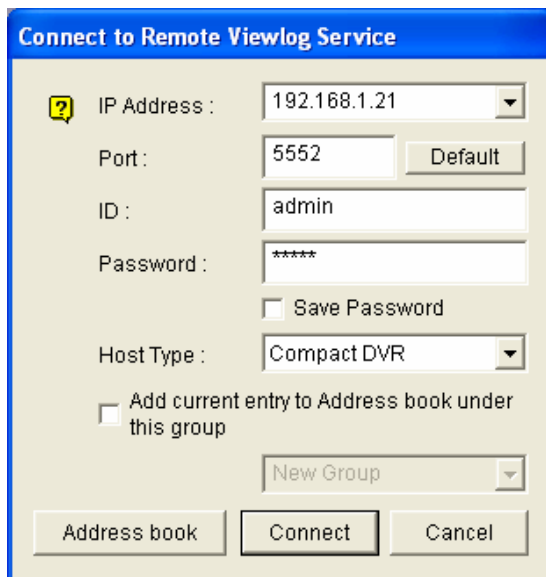 Connect to Remote Viewlog Service
?
IP Address :
192.168.1.21
Port :
5552
Default
ID :
admin
Password :
*****
Save Password
Host Type :
Compact DVR
Add current entry to Address book under
this group
New Group
Address book
Connect
Cancel